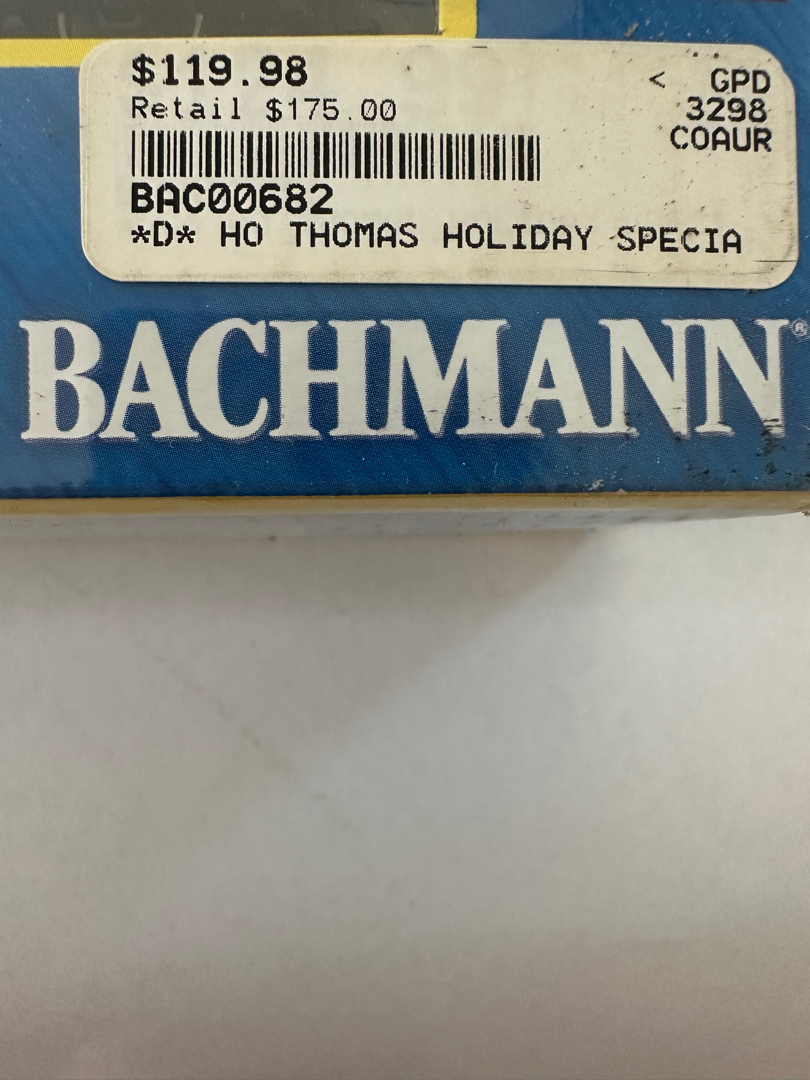 $119.98
Retail $175.00
< GPD
3298
COAUR
BAC00682
*D* HO THOMAS HOLIDAY SPECIA
BACHMANN®